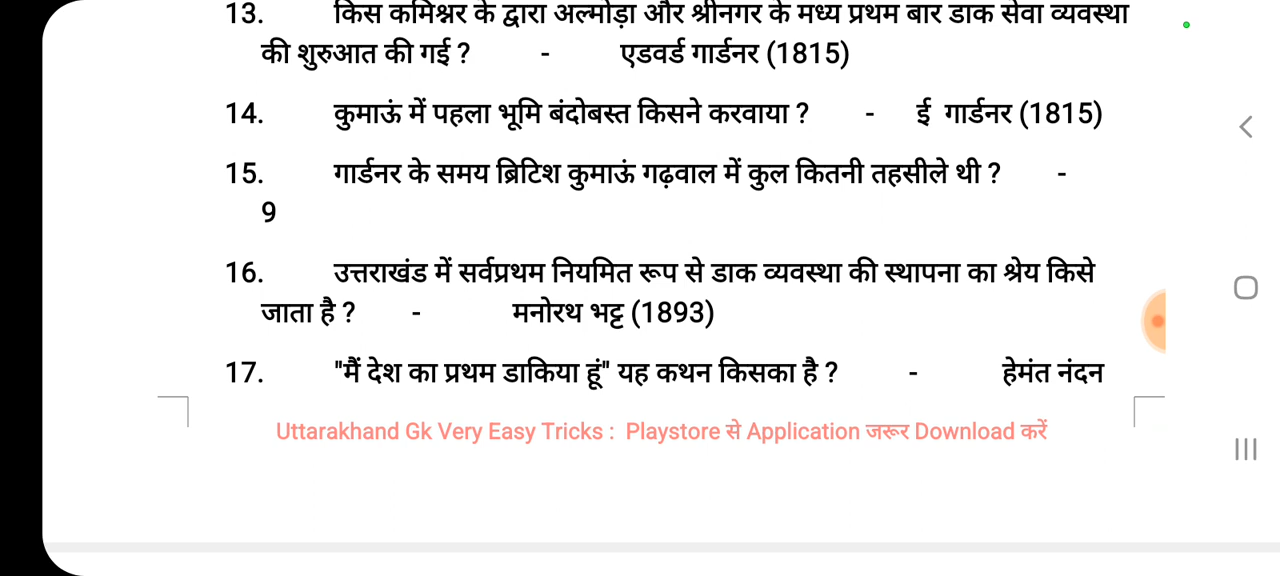 13. किस कमिश्नर के द्वारा अल्मोड़ा और श्रीनगर के मध्य प्रथम बार डाक सेवा व्यवस्था
की शुरुआत की गई ? - एडवर्ड गार्डनर (1815)
14. कुमाऊं में पहला भूमि बंदोबस्त किसने करवाया ? - ई गार्डनर (1815)
15. गार्डनर के समय ब्रिटिश कुमाऊं गढ़वाल में कुल कितनी तहसीले थी ? -
9
16. उत्तराखंड में सर्वप्रथम नियमित रूप से डाक व्यवस्था की स्थापना का श्रेय किसे
जाता है ? - मनोरथ भट्ट (1893)
17. "मैं देश का प्रथम डाकिया हूं" यह कथन किसका है ? - हेमंत नंदन
Uttarakhand Gk Very Easy Tricks : Playstore से Application जरूर Download करें